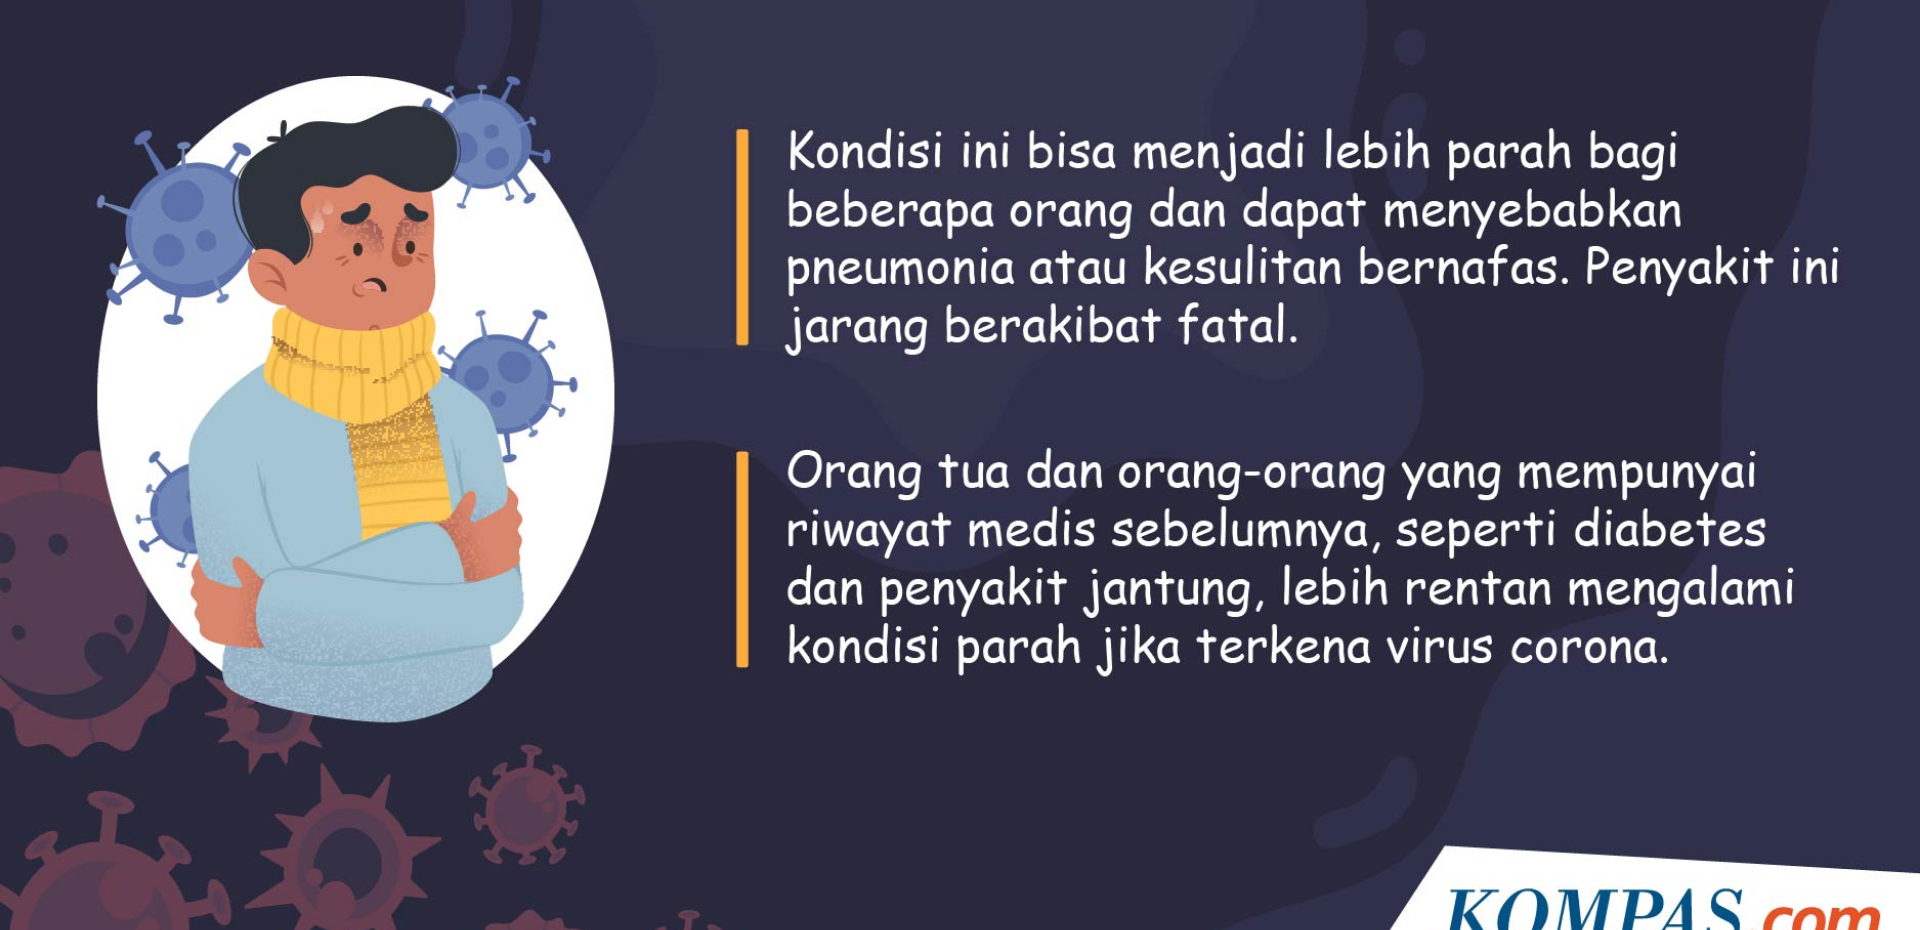 Kondisi ini bisa menjadi lebih parah bagi
beberapa orang dan dapat menyebabkan
pneumonia atau kesulitan bernafas. Penyakit ini
jarang berakibat fatal.
Orang tua dan orang-orang yang mempunyai
riwayat medis sebelumnya, seperti diabetes
dan penyakit jantung, lebih rentan mengalami
kondisi parah jika terkena virus corona.
KOMPAS.com